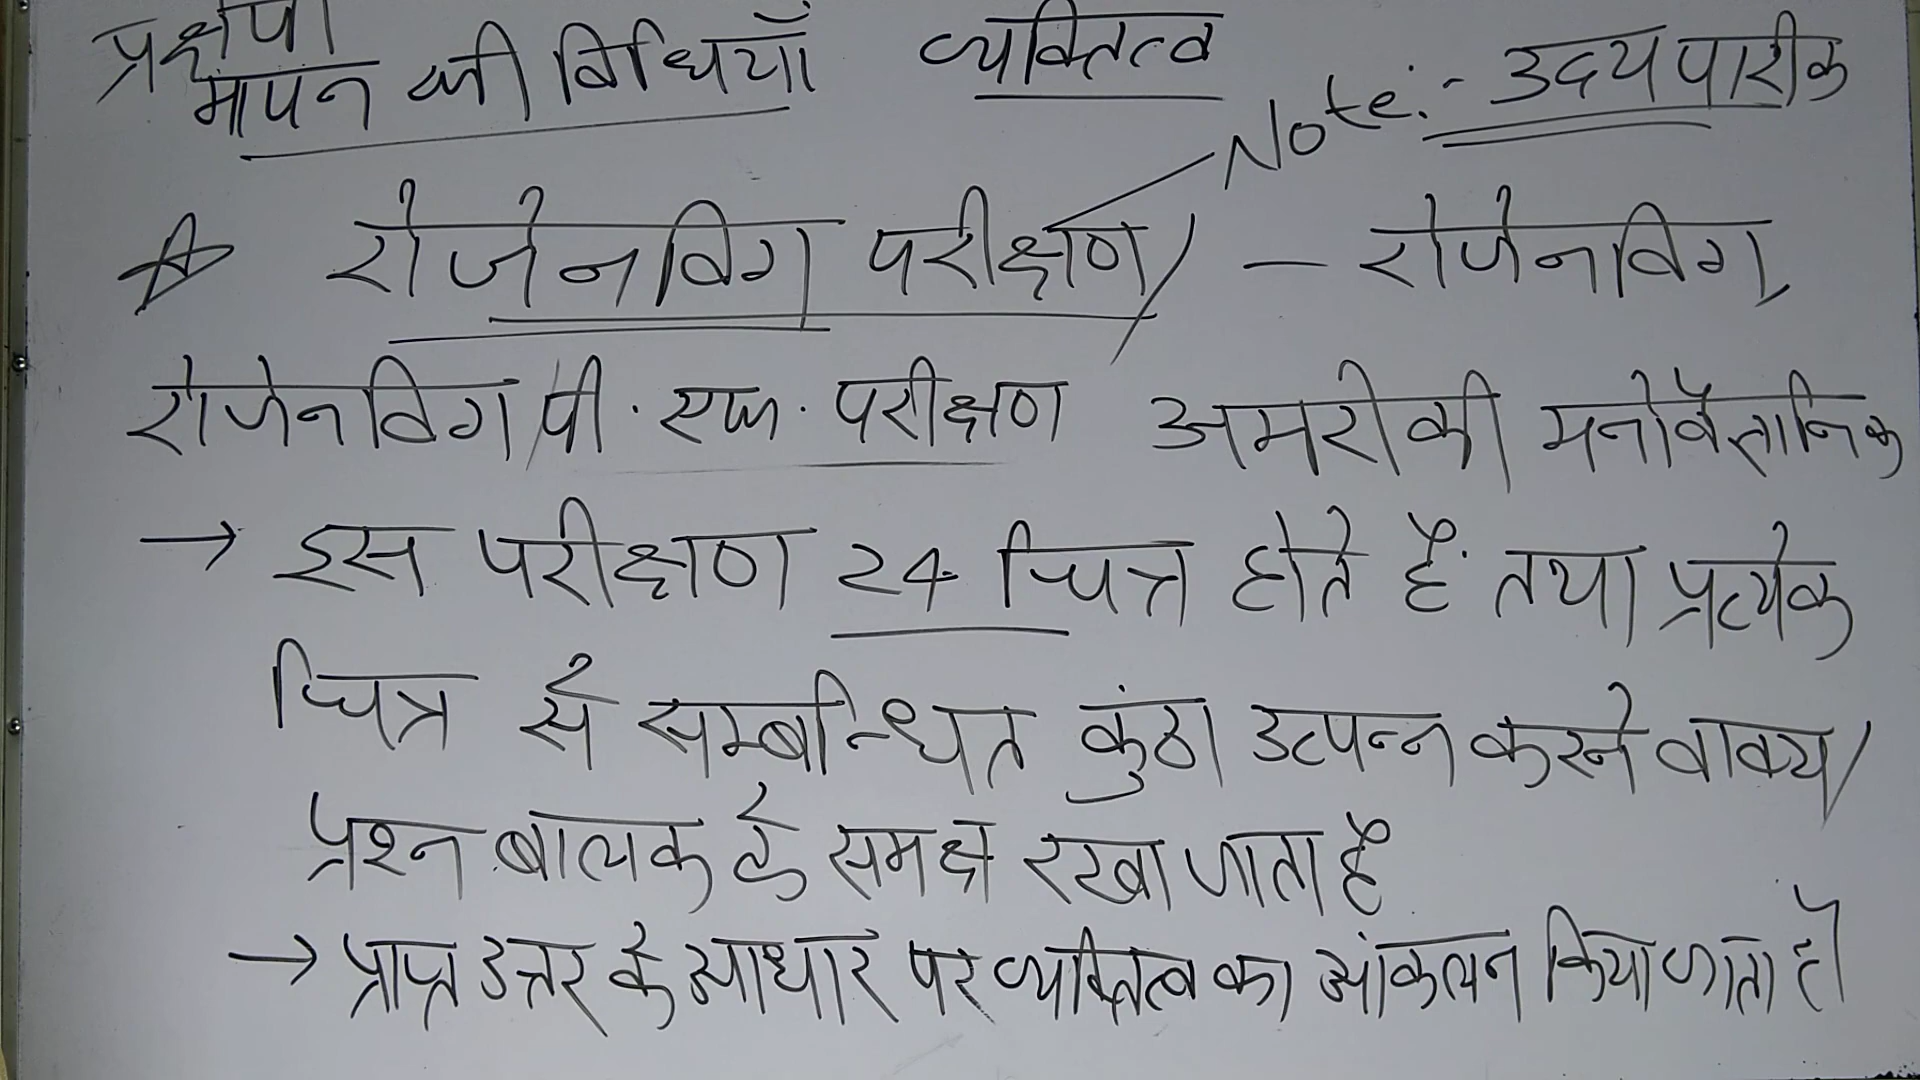 प्रक्षेपी
मापन की विधियाँ व्यक्तित्व
Note:- उदय पारीक
रोजेनविग परीक्षण/ - रोजेनविग,
रोजेनविग पी. एफ. परीक्षण अमरीकी मनोवैज्ञानिक
→ इस परीक्षण 24 चित्र होते हैं तथा प्रत्येक
चित्र से सम्बन्धित कुंठा उत्पन्न करने वाक्य/
प्रश्न बालक के समक्ष रखा जाता है
→ प्राप्त उत्तर के आधार पर व्यक्तित्व का आंकलन किया जाता है